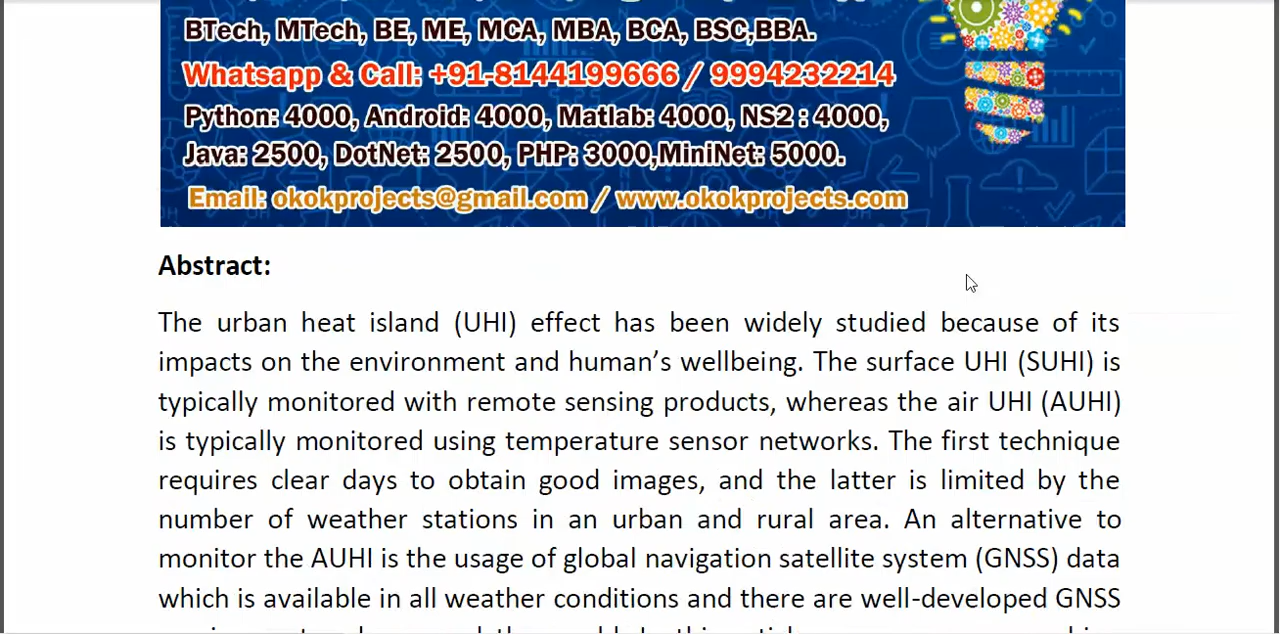 BTech, MTech, BE, ME, MCA, MBA, BCA, BSC,BBA.
Whatsapp & Call: +91-8144199666 / 9994232214
Python: 4000, Android: 4000, Matlab: 4000, NS2 : 4000,
Java: 2500, DotNet: 2500, PHP: 3000,MiniNet: 5000.
Email: okokprojects@gmail.com / www.okokprojects.com
Abstract:
The urban heat island (UHI) effect has been widely studied because of its
impacts on the environment and human’s wellbeing. The surface UHI (SUHI) is
typically monitored with remote sensing products, whereas the air UHI (AUHI)
is typically monitored using temperature sensor networks. The first technique
requires clear days to obtain good images, and the latter is limited by the
number of weather stations in an urban and rural area. An alternative to
monitor the AUHI is the usage of global navigation satellite system (GNSS) data
which is available in all weather conditions and there are well-developed GNSS